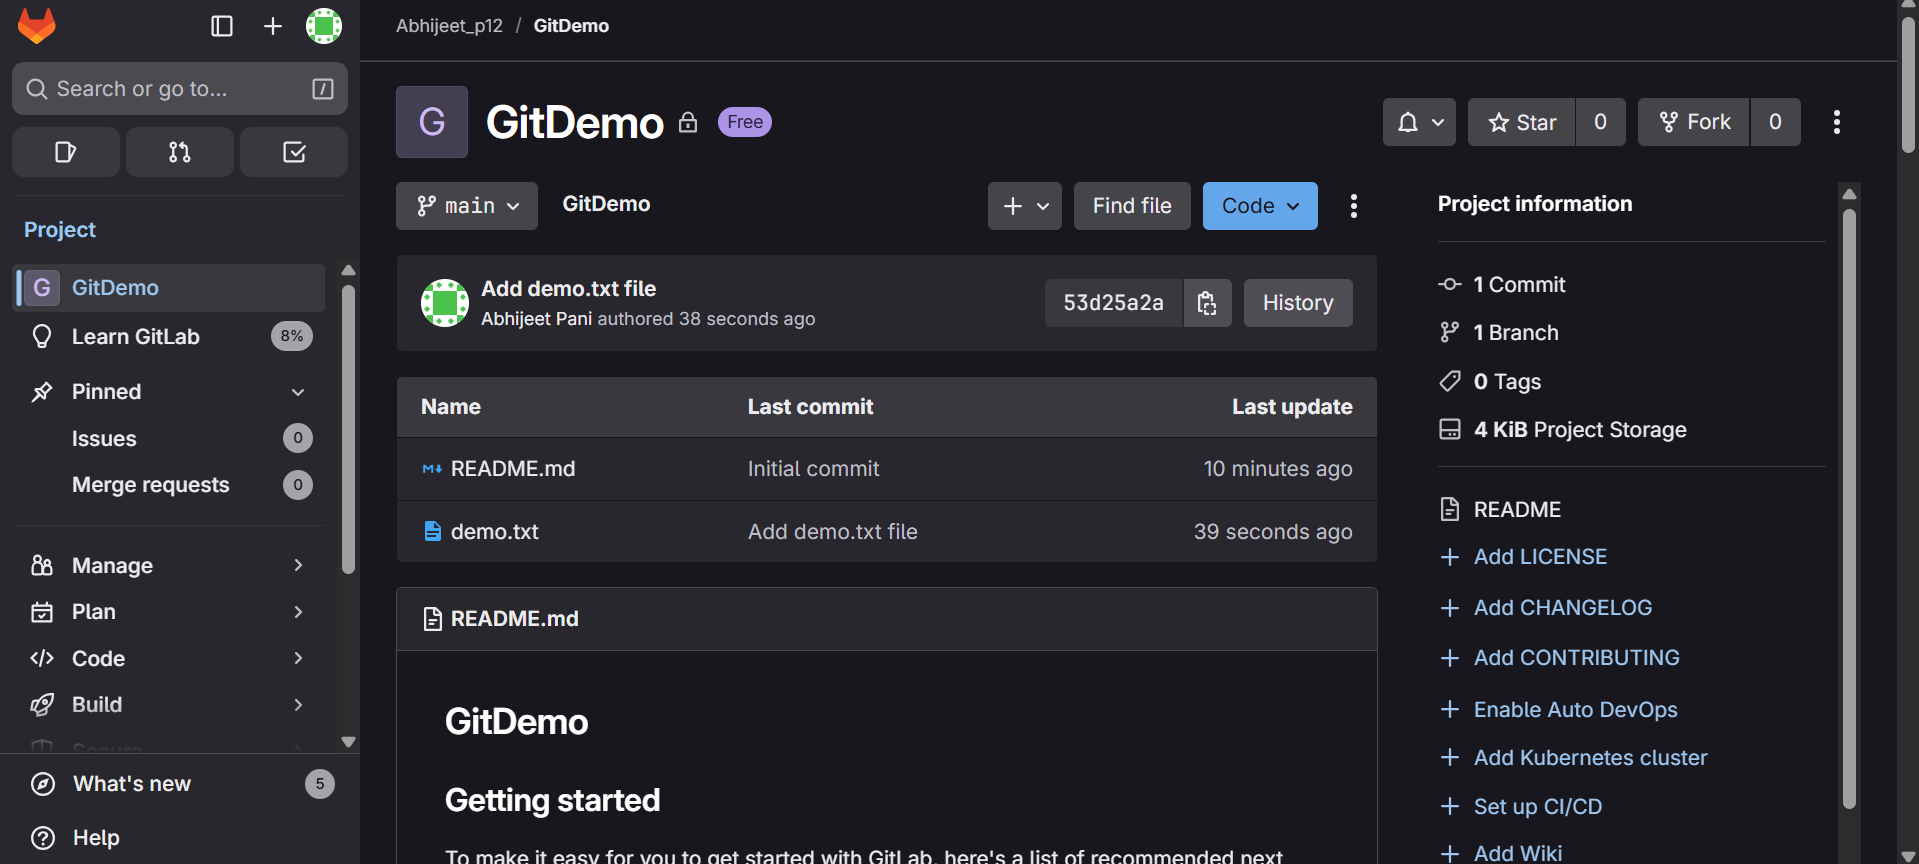 Abhijeet_p12 / GitDemo
Search or go to...
/
Project
G GitDemo
Learn GitLab 8%
Pinned
Issues 0
Merge requests 0
Manage
Plan
Code
Build
Secure
What's new 5
Help
G GitDemo Free
Star 0
Fork 0
main GitDemo
Find file
Code
Add demo.txt file
Abhijeet Pani authored 38 seconds ago
53d25a2a
History
Name Last commit Last update
README.md Initial commit 10 minutes ago
demo.txt Add demo.txt file 39 seconds ago
README.md
GitDemo
Getting started
To make it easy for you to get started with GitLab, here's a list of recommended next
Project information
1 Commit
1 Branch
0 Tags
4 KiB Project Storage
README
Add LICENSE
Add CHANGELOG
Add CONTRIBUTING
Enable Auto DevOps
Add Kubernetes cluster
Set up CI/CD
Add Wiki